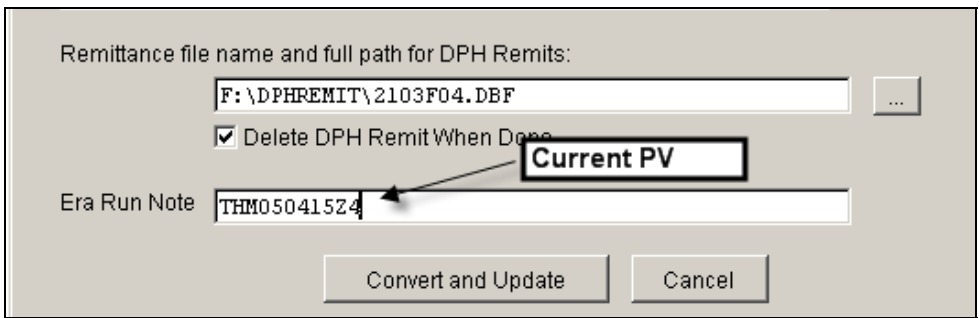 Remittance file name and full path for DPH Remits:
F:\DPHREMIT\2103F04.DBF
...
Delete DPH Remit When Done
Current PV
Era Run Note
THM050415Z4
Convert and Update
Cancel